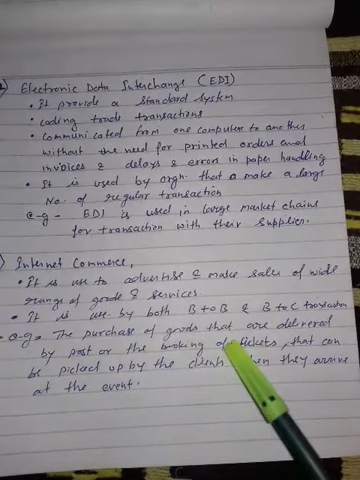 Electronic Data Interchange (EDI)
• It provide a standard system
• coding trade transactions
• communicated from one computer to another
without the need for printed orders and
invoices & delays & errors in paper handling
• It is used by orgn. that a make a large
No. of regular transaction
e-g = EDI is used in large market chains
for transaction with their supplier.
) Internet Commerce,
• It is use to advertise & make sales of wide
range of goods & services
• It is use by both B to B & B to C transaction
• e-g = The purchase of goods that are delivered
by post or the booking of tickets, that can
be picked up by the clients when they arrive
at the event.